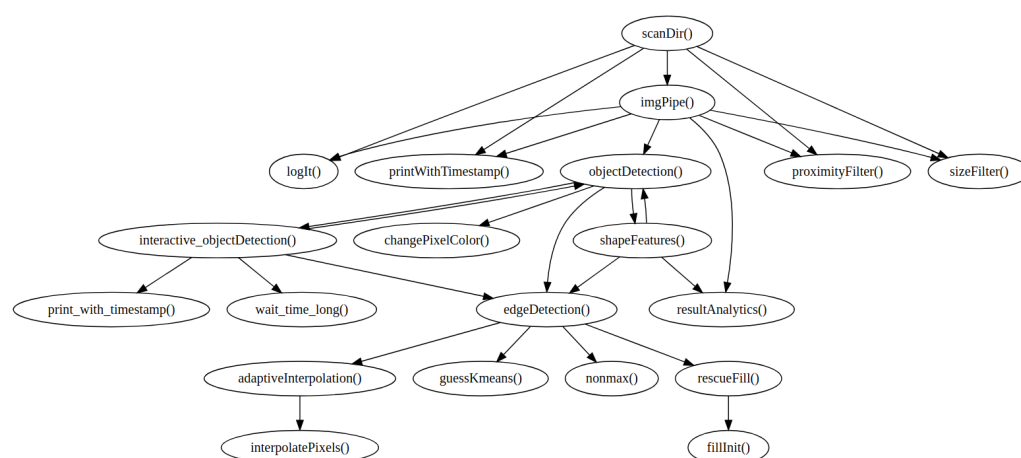 scanDir()
imgPipe()
logIt()
printWithTimestamp()
objectDetection()
proximityFilter()
sizeFilter()
interactive_objectDetection()
changePixelColor()
shapeFeatures()
print_with_timestamp()
wait_time_long()
edgeDetection()
resultAnalytics()
adaptiveInterpolation()
guessKmeans()
nonmax()
rescueFill()
interpolatePixels()
fillInit()